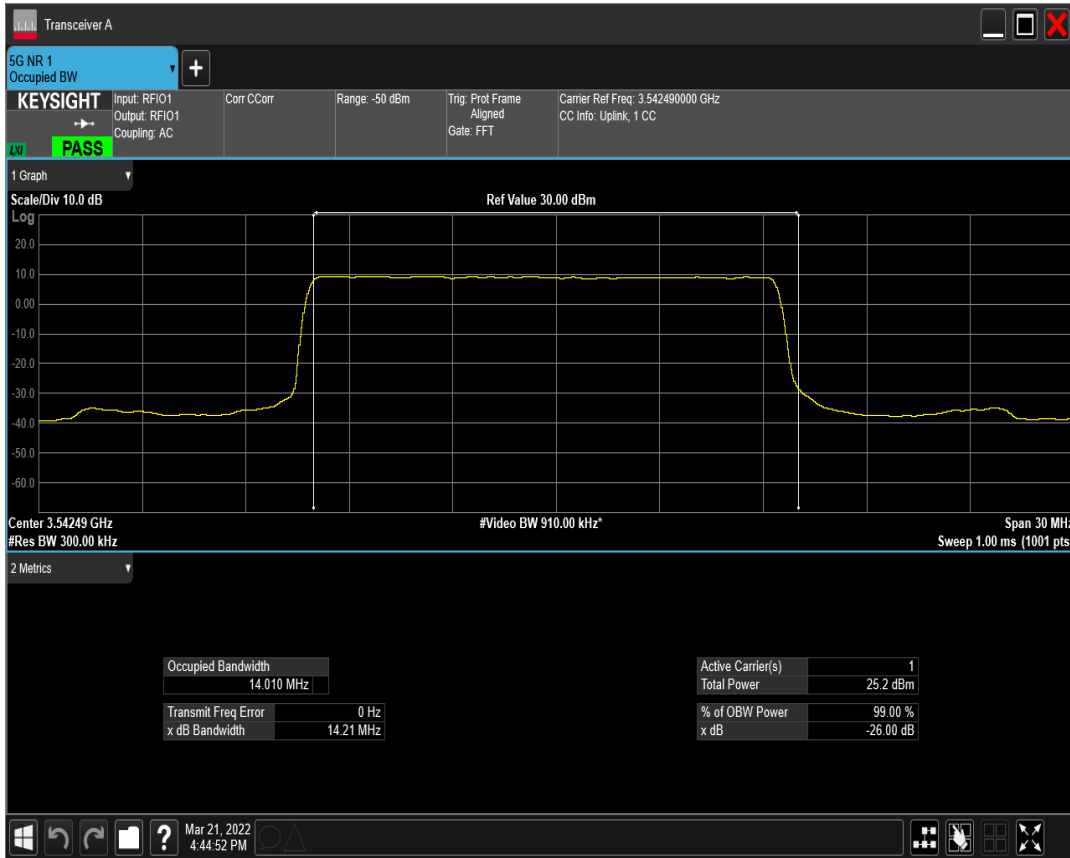 Transceiver A
5G NR 1
Occupied BW
KEYSIGHT
Input: RFIO1
Output: RFIO1
Coupling: AC
Corr CCorr
Range: -50 dBm
Trig: Prot Frame
Aligned
Gate: FFT
Carrier Ref Freq: 3.542490000 GHz
CC Info: Uplink, 1 CC
LXI
PASS
1 Graph
Scale/Div 10.0 dB
Ref Value 30.00 dBm
Log
20.0
10.0
0.00
-10.0
-20.0
-30.0
-40.0
-50.0
-60.0
Center 3.54249 GHz
#Video BW 910.00 kHz*
Span 30 MHz
#Res BW 300.00 kHz
Sweep 1.00 ms (1001 pts
2 Metrics
Occupied Bandwidth
14.010 MHz
Transmit Freq Error 0 Hz
x dB Bandwidth 14.21 MHz
Active Carrier(s) 1
Total Power 25.2 dBm
% of OBW Power 99.00 %
x dB -26.00 dB
?
Mar 21, 2022
4:44:52 PM